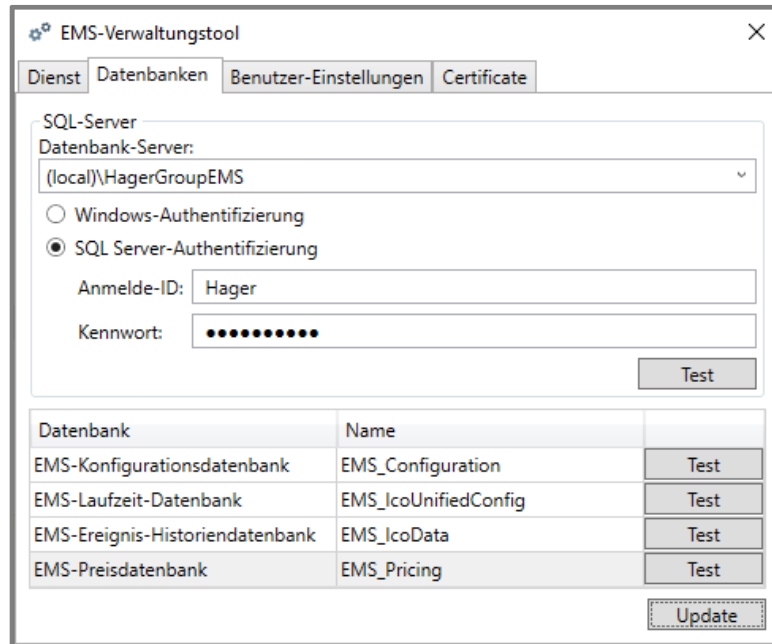 EMS-Verwaltungstool
Dienst Datenbanken Benutzer-Einstellungen Certificate
SQL-Server
Datenbank-Server:
(local)\HagerGroupEMS
Windows-Authentifizierung
SQL Server-Authentifizierung
Anmelde-ID: Hager
Kennwort: ●●●●●●●●●●
Test
Datenbank Name
EMS-Konfigurationsdatenbank EMS_Configuration Test
EMS-Laufzeit-Datenbank EMS_IcoUnifiedConfig Test
EMS-Ereignis-Historiendatenbank EMS_IcoData Test
EMS-Preisdatenbank EMS_Pricing Test
Update